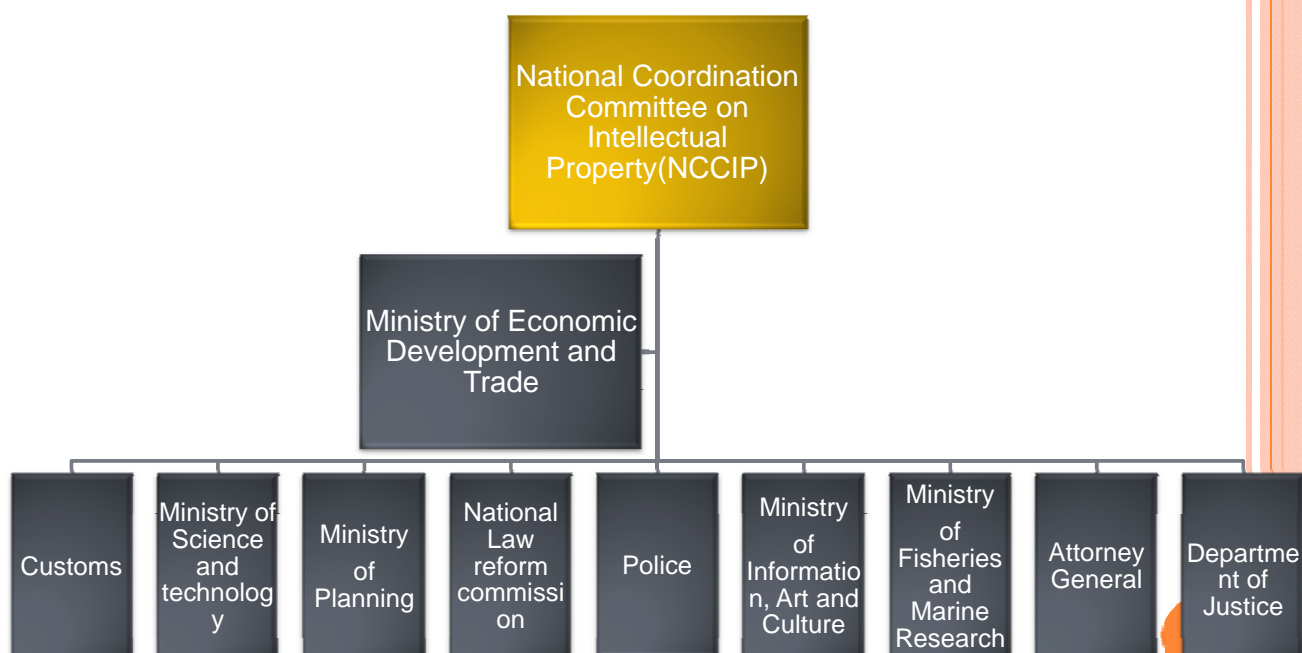 National Coordination
Committee on
Intellectual
Property(NCCIP)
Ministry of Economic
Development and
Trade
Customs
Ministry of
Science
and
technolog
y
Ministry
of
Planning
National
Law
reform
commissi
on
Police
Ministry
of
Informatio
n, Art and
Culture
Ministry
of
Fisheries
and
Marine
Research
Attorney
General
Departme
nt of
Justice